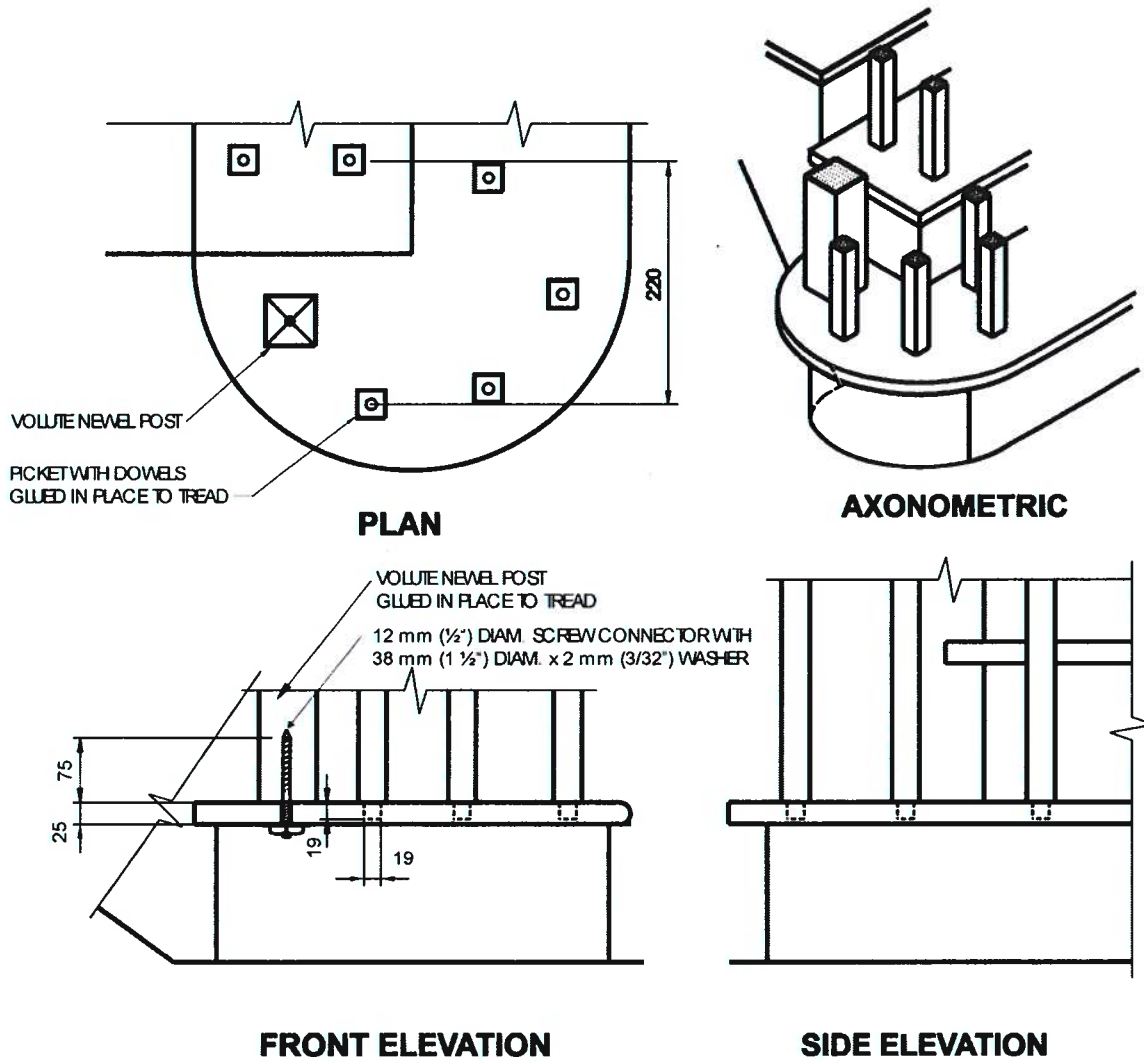 220
VOLUTE NEWEL POST
PICKET WITH DOWELS
GLUED IN PLACE TO TREAD
PLAN
AXONOMETRIC
VOLUTE NEWEL POST
GLUED IN PLACE TO TREAD
12 mm (½") DIAM. SCREW CONNECTOR WITH
38 mm (1 ½") DIAM. x 2 mm (3/32") WASHER
75
25
19
19
FRONT ELEVATION
SIDE ELEVATION